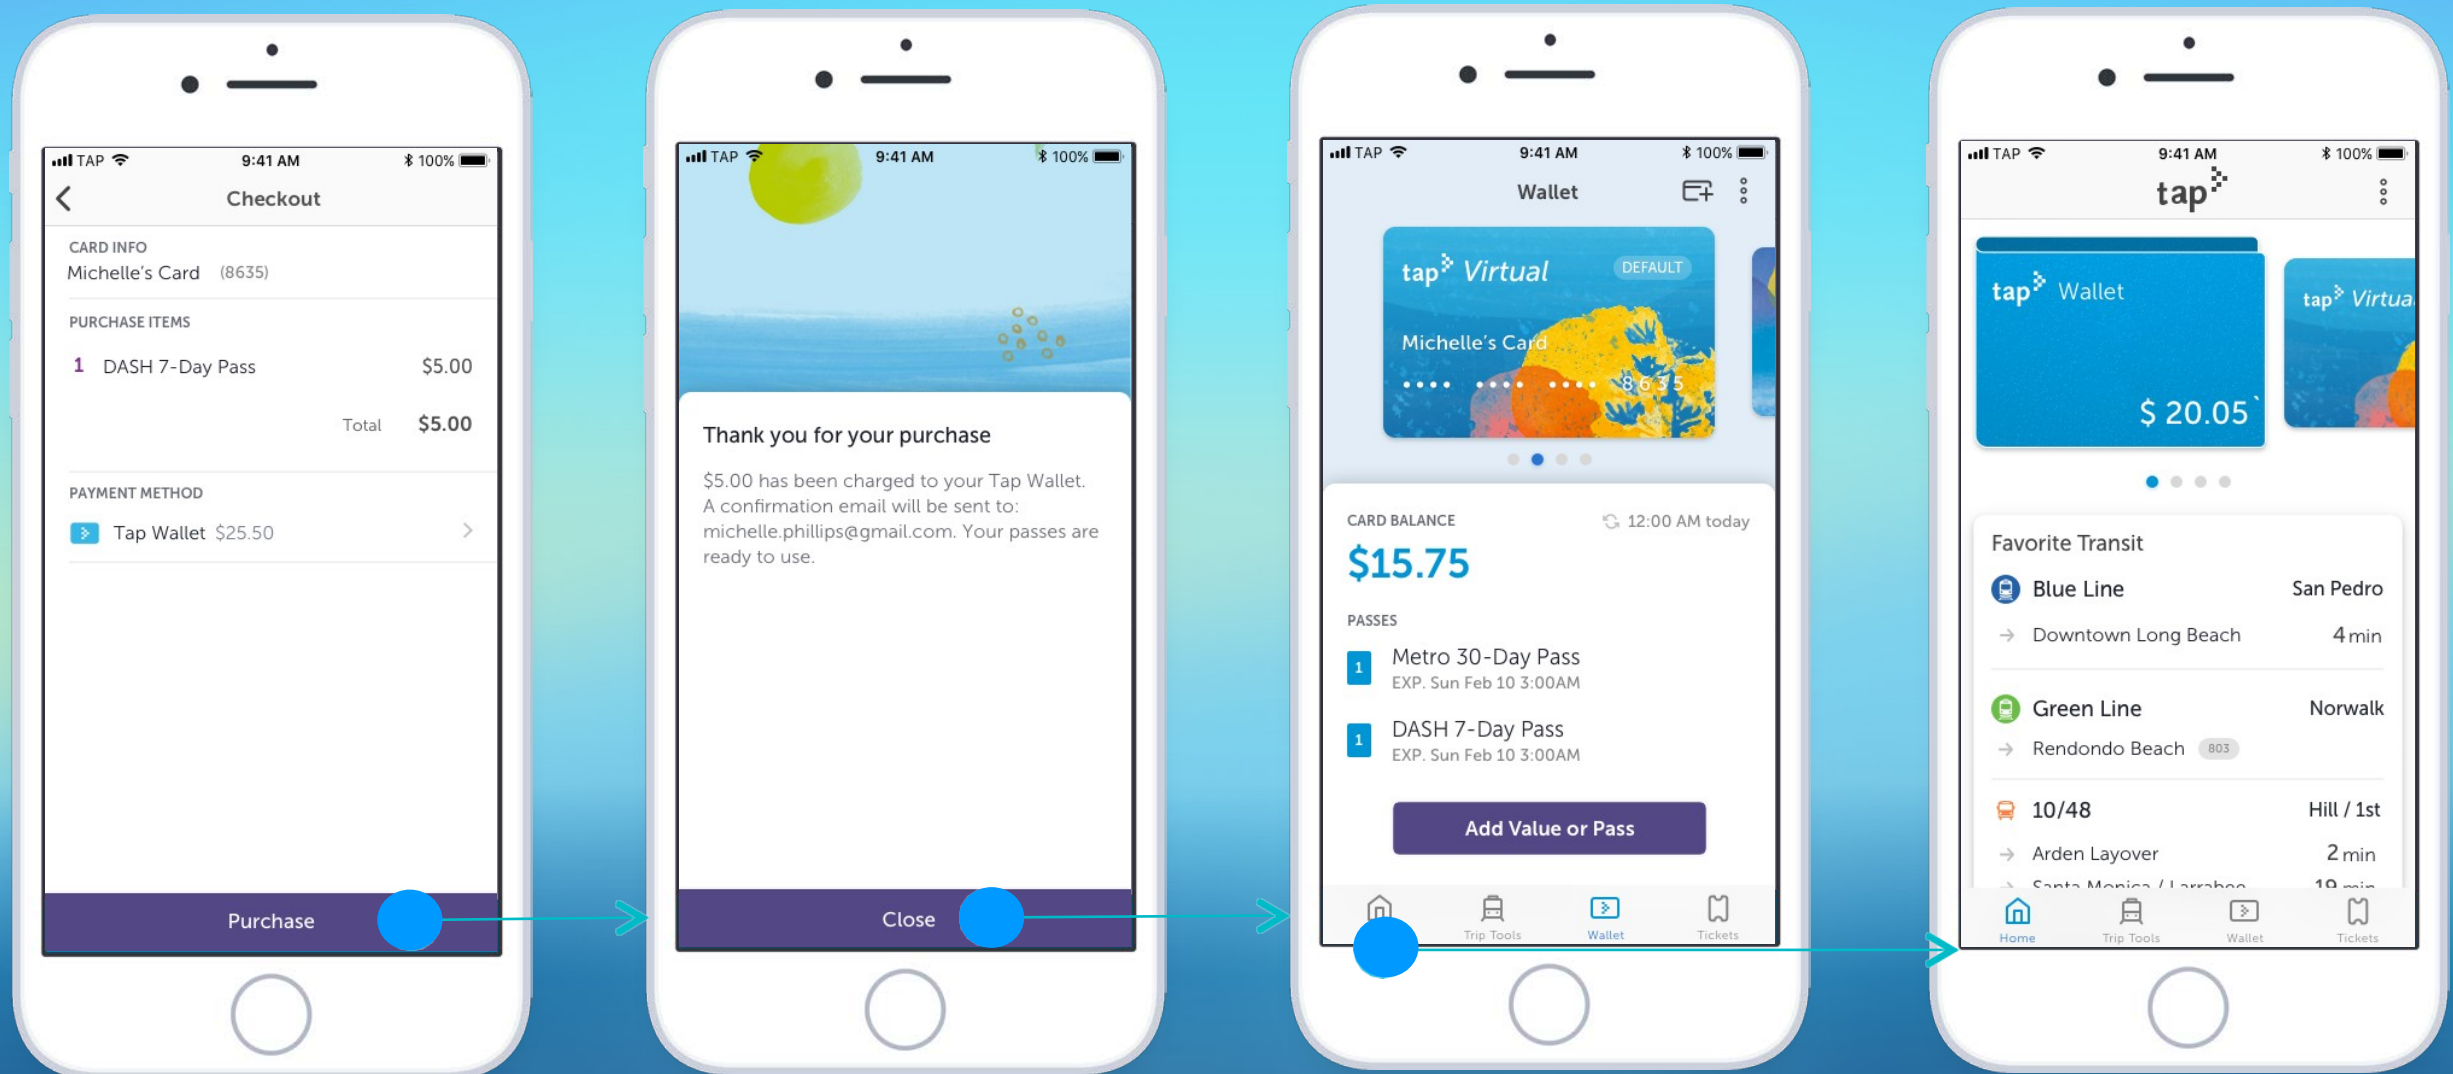 TAP 9:41 AM 100%
Checkout
CARD INFO
Michelle's Card (8635)
PURCHASE ITEMS
1 DASH 7-Day Pass $5.00
Total $5.00
PAYMENT METHOD
Tap Wallet $25.50
Purchase
TAP 9:41 AM 100%
Thank you for your purchase
$5.00 has been charged to your Tap Wallet.
A confirmation email will be sent to:
michelle.phillips@gmail.com. Your passes are
ready to use.
Close
TAP 9:41 AM 100%
Wallet
tap Virtual DEFAULT
Michelle's Card
•••• •••• •••• 8635
CARD BALANCE 12:00 AM today
$15.75
PASSES
1 Metro 30-Day Pass
EXP. Sun Feb 10 3:00AM
1 DASH 7-Day Pass
EXP. Sun Feb 10 3:00AM
Add Value or Pass
Trip Tools Wallet Tickets
TAP 9:41 AM 100%
tap
tap Wallet
tap Virtua
$ 20.05`
Favorite Transit
Blue Line San Pedro
Downtown Long Beach 4 min
Green Line Norwalk
Rendondo Beach 803
10/48 Hill / 1st
Arden Layover 2 min
Santa Monica / Larrabee 19 min
Home Trip Tools Wallet Tickets